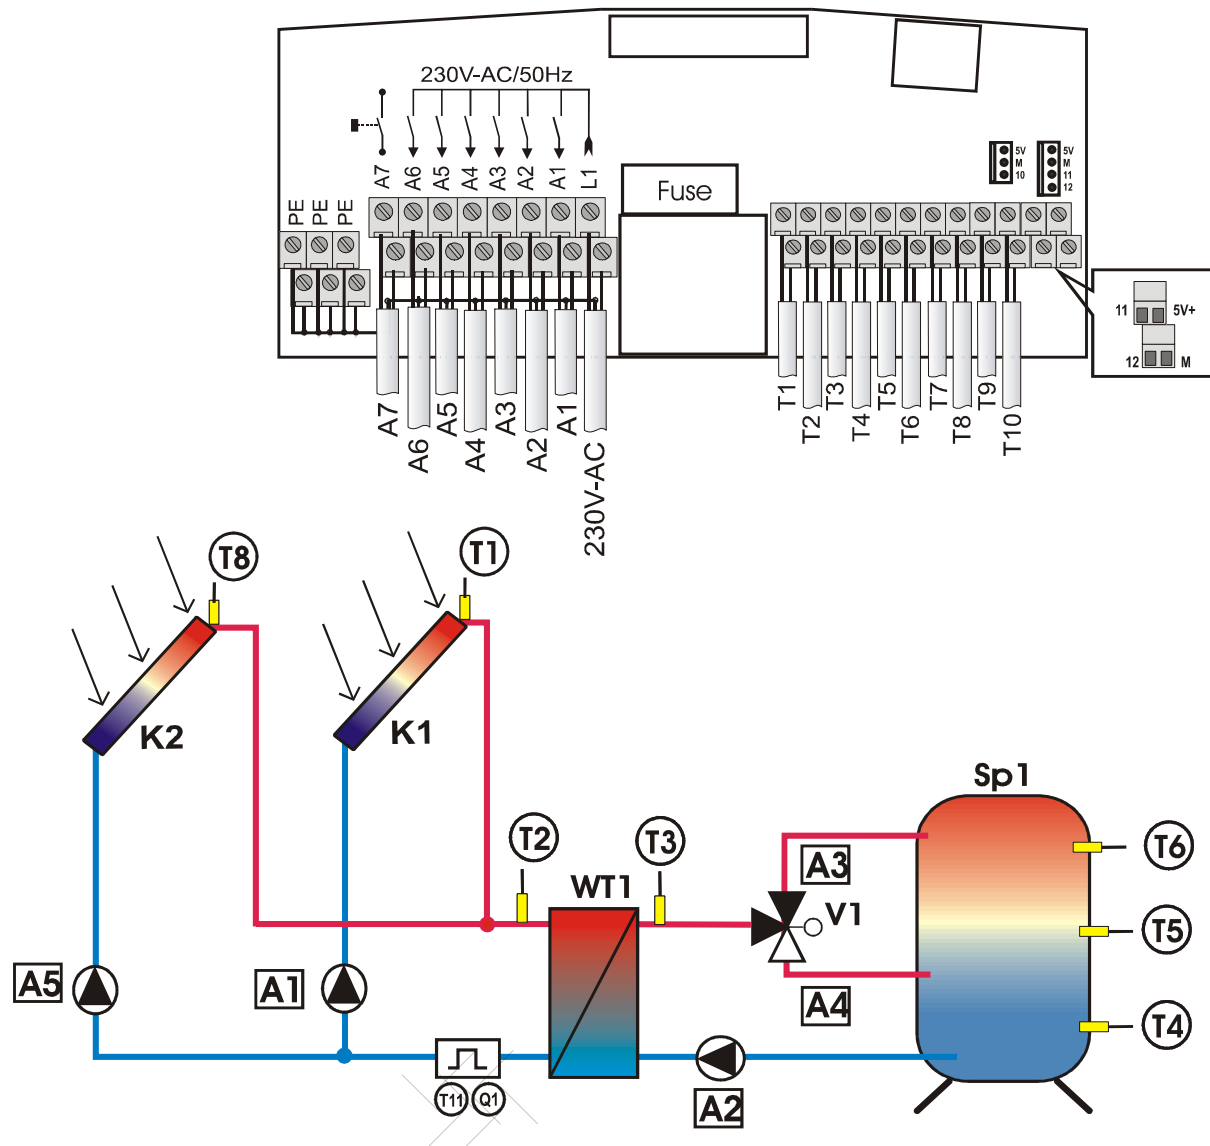 230V-AC/50Hz
A7 A6 A5 A4 A3 A2 A1 L1
PE PE PE
Fuse
5V
M
10
5V
M
11
12
11 5V+
12 M
A7 A6 A5 A4 A3 A2 A1 230V-AC
T1 T2 T3 T4 T5 T6 T7 T8 T9 T10
T8
T1
K2
K1
Sp1
T2
T3
T6
WT1
A3
V1
T5
A5
A1
A4
T4
T11 Q1
A2